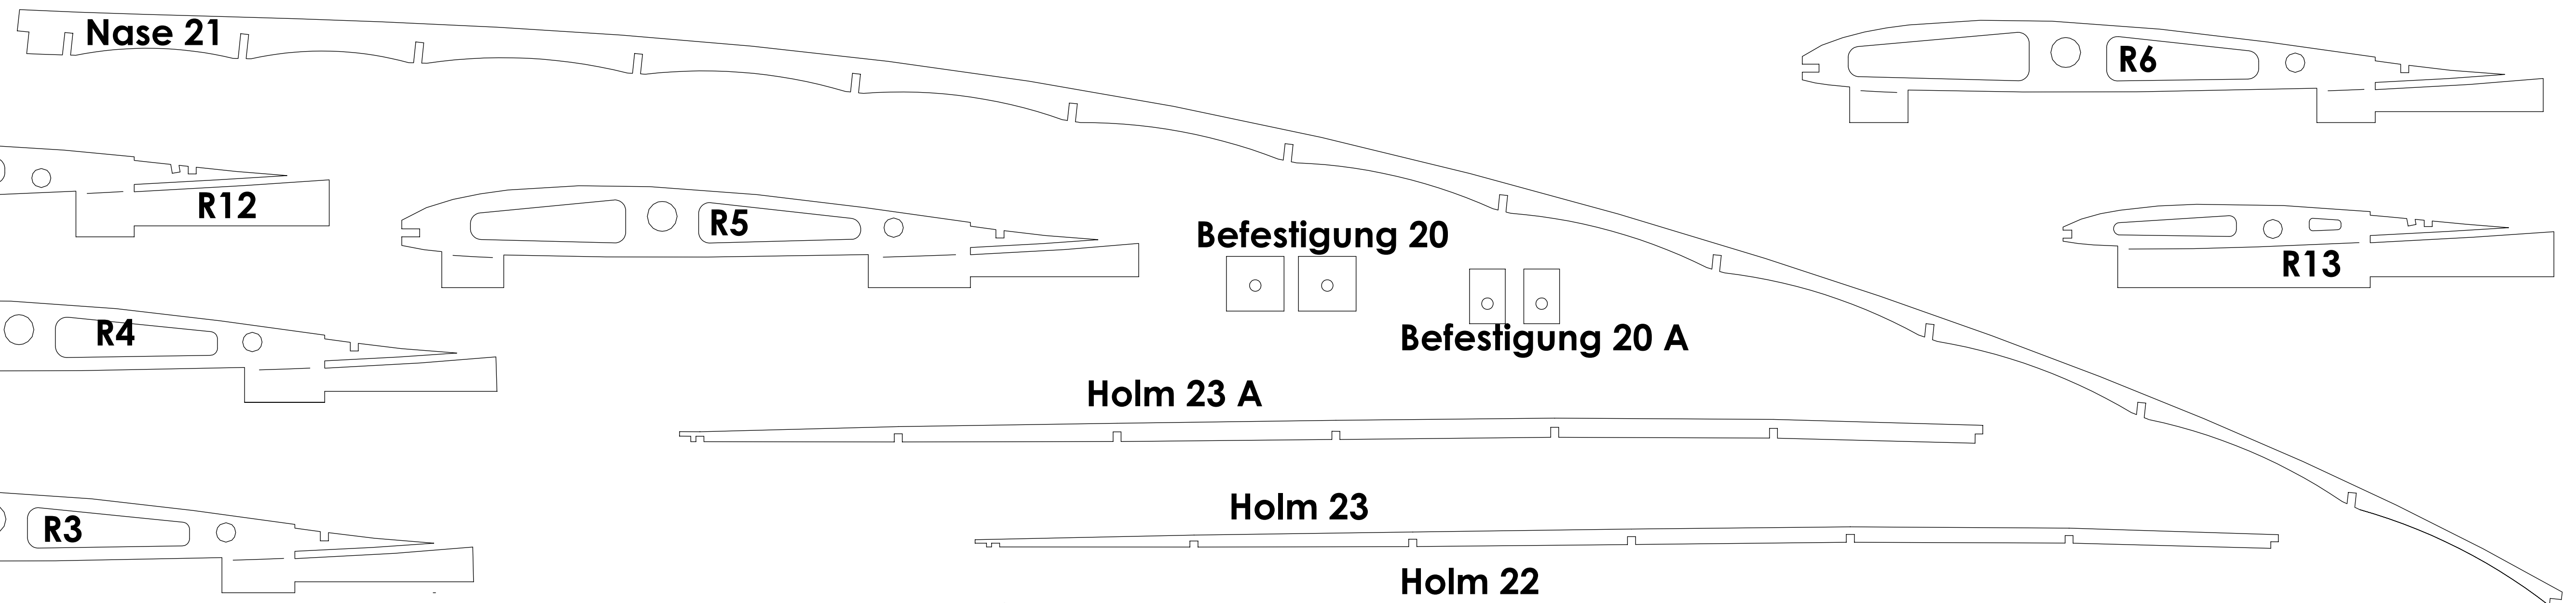 Nase 21
R6
R12
R5
Befestigung 20
R13
R4
Befestigung 20 A
Holm 23 A
Holm 23
R3
Holm 22